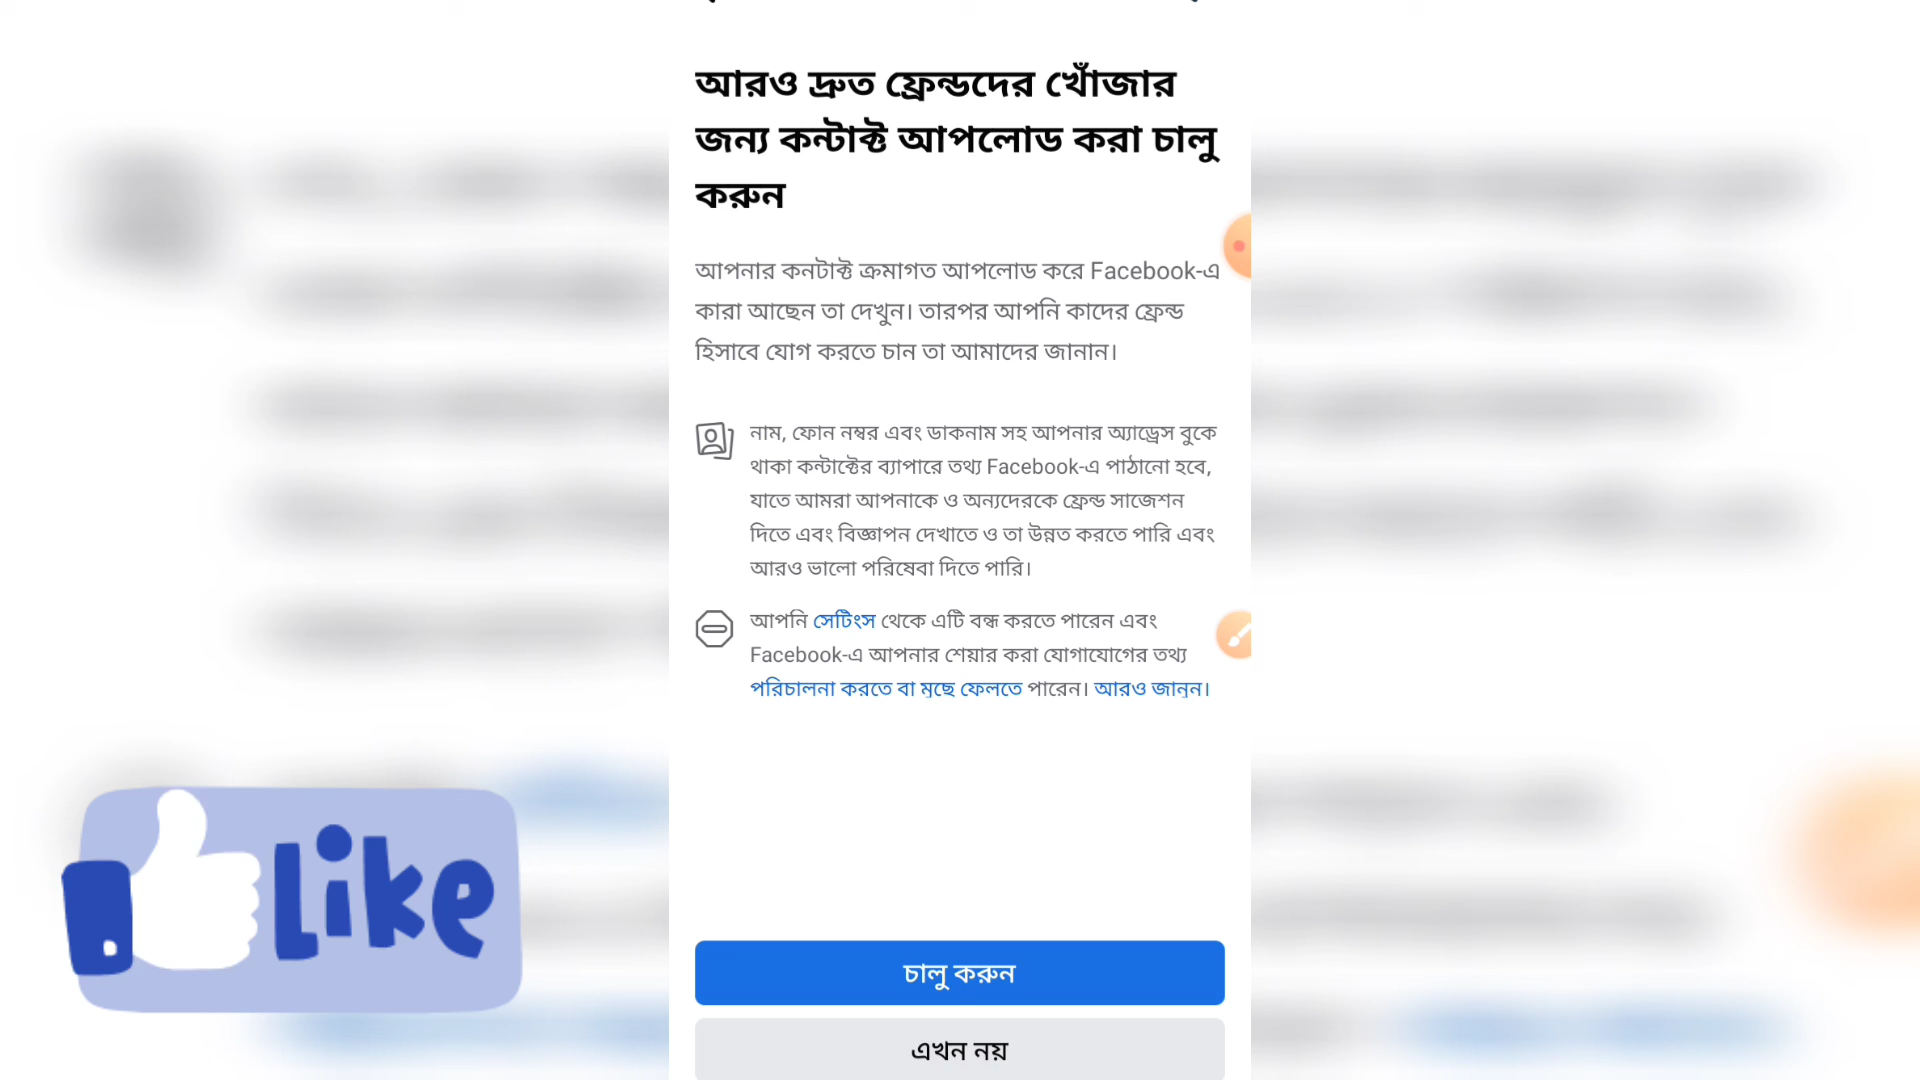 আরও দ্রুত ফ্রেন্ডদের খোঁজার
জন্য কন্টাক্ট আপলোড করা চালু
করুন
আপনার কনটাক্ট ক্রমাগত আপলোড করে Facebook-এ
কারা আছেন তা দেখুন। তারপর আপনি কাদের ফ্রেন্ড
হিসাবে যোগ করতে চান তা আমাদের জানান।
নাম, ফোন নম্বর এবং ডাকনাম সহ আপনার অ্যাড্রেস বুকে
থাকা কন্টাক্টের ব্যাপারে তথ্য Facebook-এ পাঠানো হবে,
যাতে আমরা আপনাকে ও অন্যদেরকে ফ্রেন্ড সাজেশন
দিতে এবং বিজ্ঞাপন দেখাতে ও তা উন্নত করতে পারি এবং
আরও ভালো পরিষেবা দিতে পারি।
আপনি সেটিংস থেকে এটি বন্ধ করতে পারেন এবং
Facebook-এ আপনার শেয়ার করা যোগাযোগের তথ্য
পরিচালনা করতে বা মুছে ফেলতে পারেন। আরও জানুন।
like
চালু করুন
এখন নয়